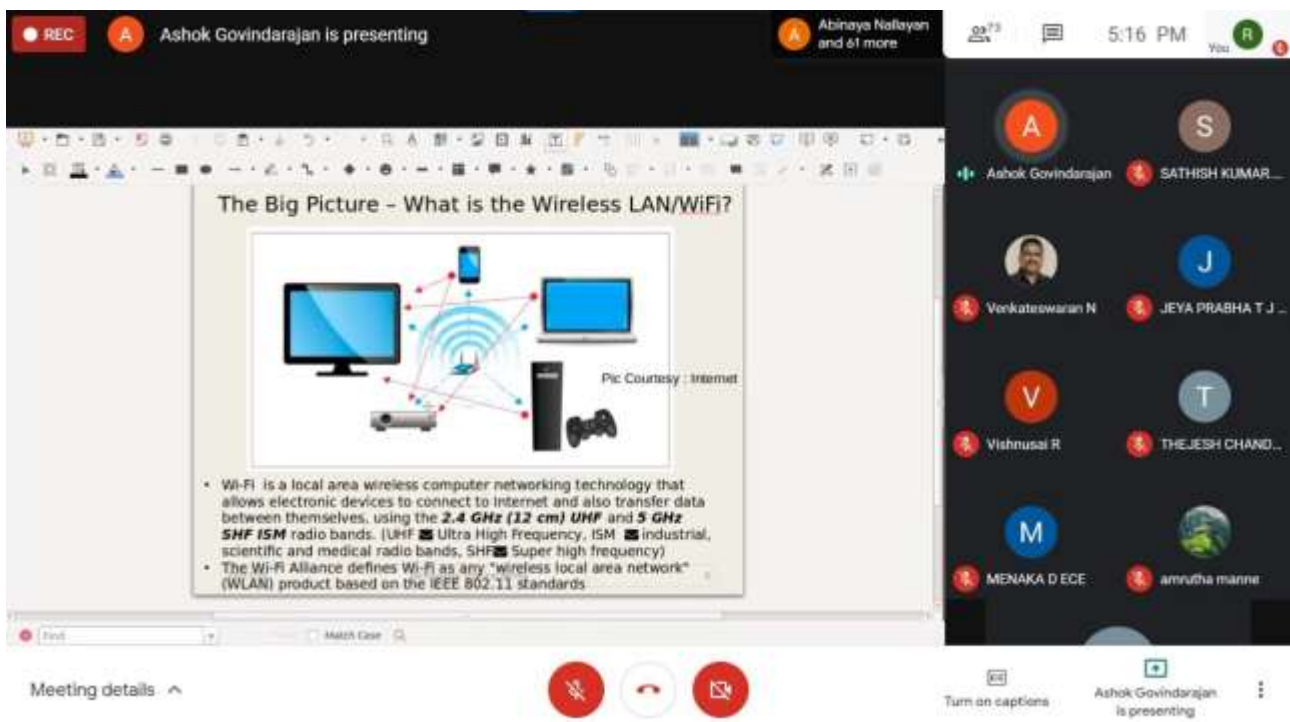 REC
A
Ashok Govindarajan is presenting
A
Abinaya Nallayan
and 61 more
73
5:16 PM
You
R
The Big Picture – What is the Wireless LAN/WiFi?
Pic Courtesy : Internet
• Wi-Fi is a local area wireless computer networking technology that
allows electronic devices to connect to Internet and also transfer data
between themselves, using the 2.4 GHz (12 cm) UHF and 5 GHz
SHF ISM radio bands. (UHF Ultra High Frequency, ISM industrial,
scientific and medical radio bands, SHF Super high frequency)
• The Wi-Fi Alliance defines Wi-Fi as any "wireless local area network"
(WLAN) product based on the IEEE 802.11 standards
Find
Match Case
A
Ashok Govindarajan
S
SATHISH KUMAR...
Venkateswaran N
J
JEYA PRABHA T J ...
V
Vishnusai R
T
THEJESH CHAND...
M
MENAKA D ECE
amrutha manne
Meeting details
Turn on captions
Ashok Govindarajan
is presenting